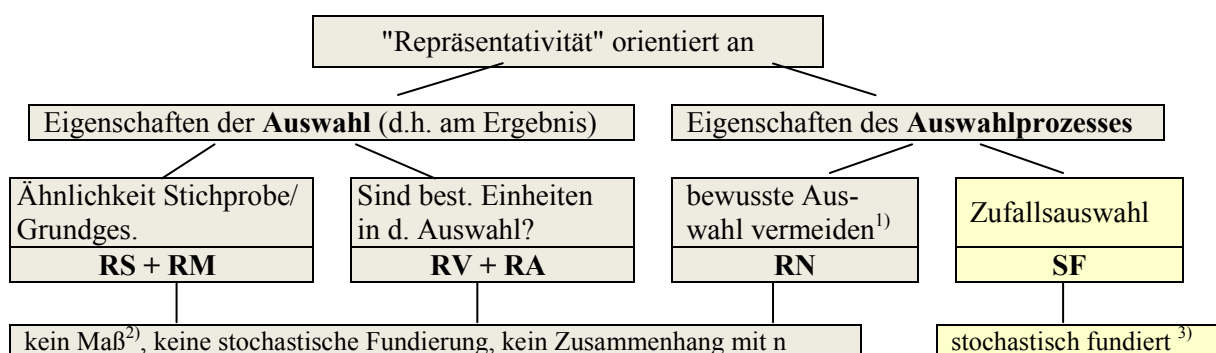 "Repräsentativität" orientiert an
Eigenschaften der Auswahl (d.h. am Ergebnis)
Eigenschaften des Auswahlprozesses
Ähnlichkeit Stichprobe/
Grundges.
RS + RM
Sind best. Einheiten
in d. Auswahl?
RV + RA
bewusste Aus-
wahl vermeiden1)
RN
Zufallsauswahl
SF
kein Maß2), keine stochastische Fundierung, kein Zusammenhang mit n
stochastisch fundiert 3)